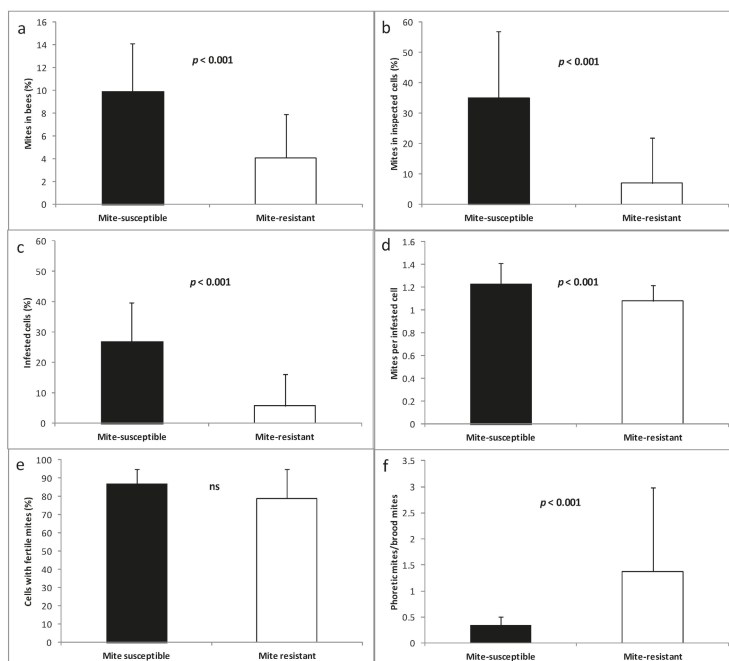 a
p < 0.001
Mites in bees (%)
16
14
12
10
8
6
4
2
0
Mite-susceptible Mite-resistant
b
p < 0.001
Mites in inspected cells (%)
60
50
40
30
20
10
0
Mite-susceptible Mite-resistant
c
p < 0.001
Infested cells (%)
60
50
40
30
20
10
0
Mite-susceptible Mite-resistant
d
p < 0.001
Mites per infested cell
1.6
1.4
1.2
1
0.8
0.6
0.4
0.2
0
Mite-susceptible Mite-resistant
e
ns
Cells with fertile mites (%)
100
90
80
70
60
50
40
30
20
10
0
Mite susceptible Mite resistant
f
p < 0.001
Phoretic mites/brood mites
3.5
3
2.5
2
1.5
1
0.5
0
Mite-susceptible Mite-resistant